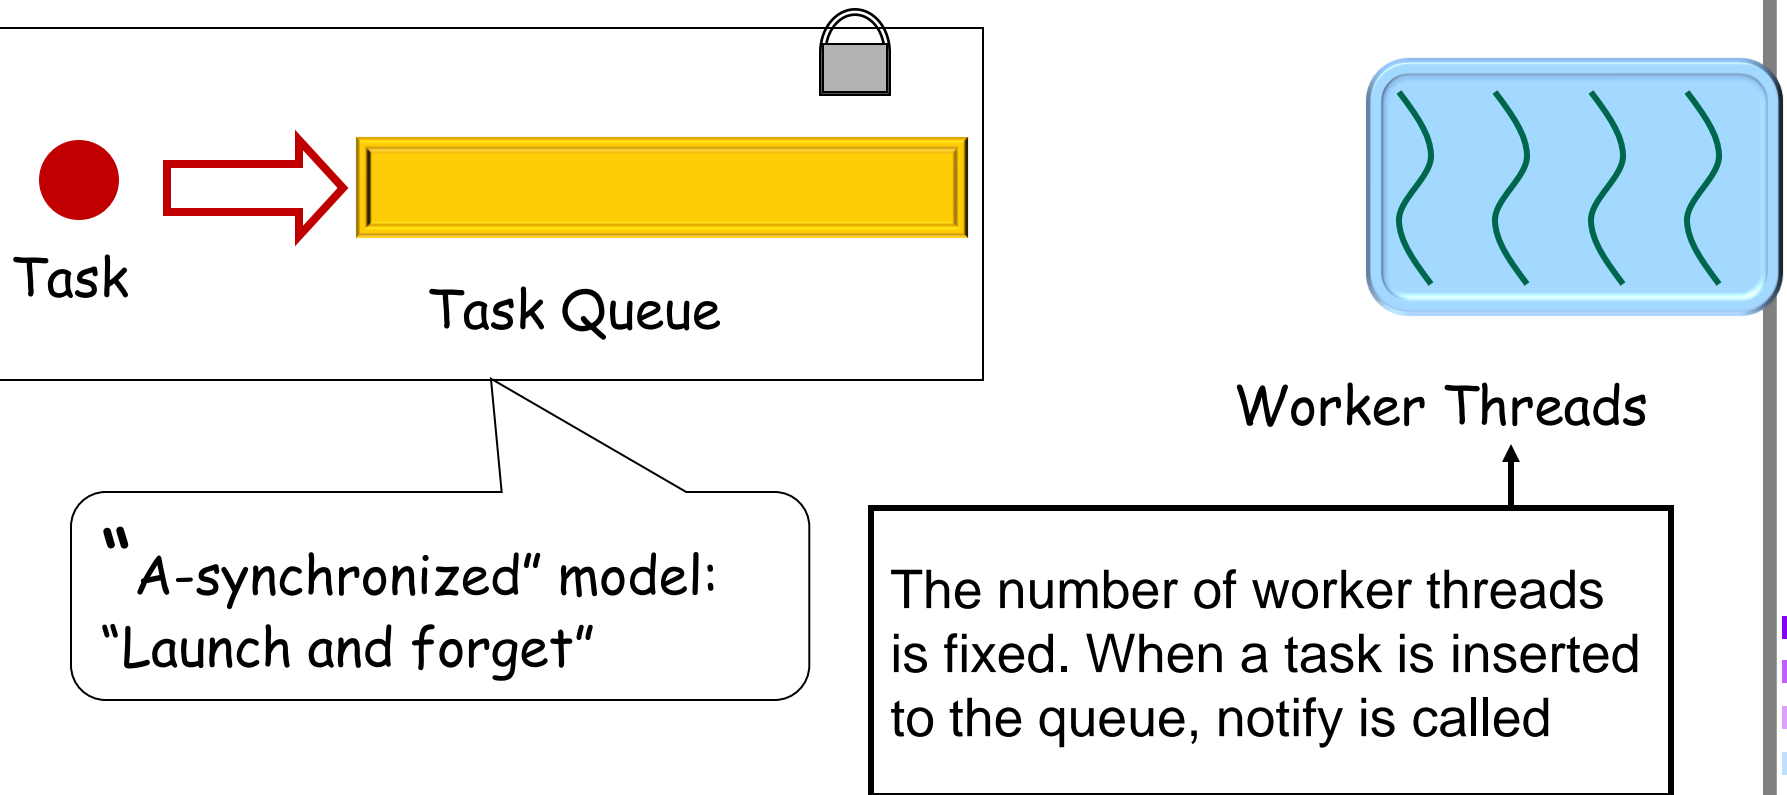 Task
Task Queue
Worker Threads
“A-synchronized” model:
“Launch and forget”
The number of worker threads
is fixed. When a task is inserted
to the queue, notify is called